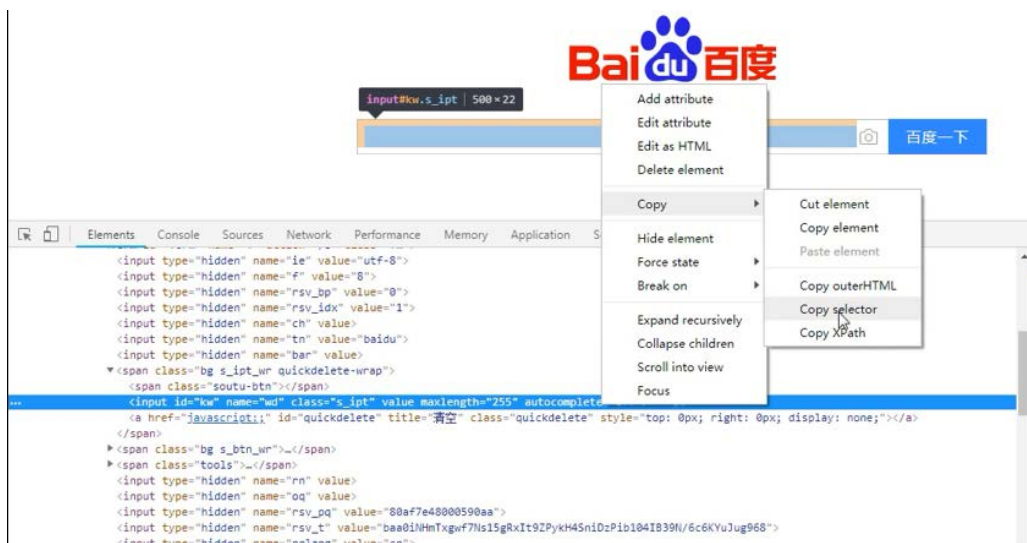 Bai du 百度
input#kw.s_ipt | 500×22
百度一下
Add attribute
Edit attribute
Edit as HTML
Delete element
Copy
Hide element
Force state
Break on
Expand recursively
Collapse children
Scroll into view
Focus
Cut element
Copy element
Paste element
Copy outerHTML
Copy selector
Copy XPath
Elements Console Sources Network Performance Memory Application S
<input type="hidden" name="ie" value="utf-8">
<input type="hidden" name="f" value="8">
<input type="hidden" name="rsv_bp" value="0">
<input type="hidden" name="rsv_idx" value="1">
<input type="hidden" name="ch" value>
<input type="hidden" name="tn" value="baidu">
<input type="hidden" name="bar" value>
▼<span class="bg s_ipt_wr quickdelete-wrap">
<span class="soutu-btn"></span>
... <input id="kw" name="wd" class="s_ipt" value maxlength="255" autocomplete
<a href="javascript:;" id="quickdelete" title="清空" class="quickdelete" style="top: 0px; right: 0px; display: none;"></a>
</span>
▶<span class="bg s_btn_wr">…</span>
▶<span class="tools">…</span>
<input type="hidden" name="rn" value>
<input type="hidden" name="oq" value>
<input type="hidden" name="rsv_pq" value="80af7e48000590aa">
<input type="hidden" name="rsv_t" value="baa0iNHmTxgwf7Ns15gRxIt9ZPykH4SniDzPib104IB39N/6c6KYuJug968">